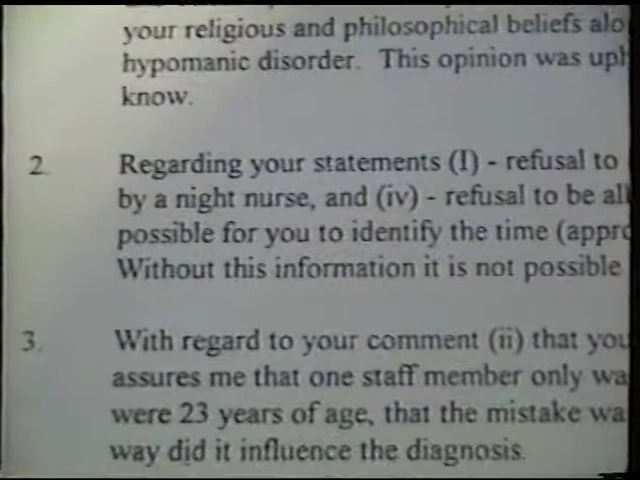 your religious and philosophical beliefs alo
hypomanic disorder. This opinion was uph
know.
2. Regarding your statements (I) - refusal to
by a night nurse, and (iv) - refusal to be all
possible for you to identify the time (appro
Without this information it is not possible
3. With regard to your comment (ii) that you
assures me that one staff member only wa
were 23 years of age, that the mistake wa
way did it influence the diagnosis.